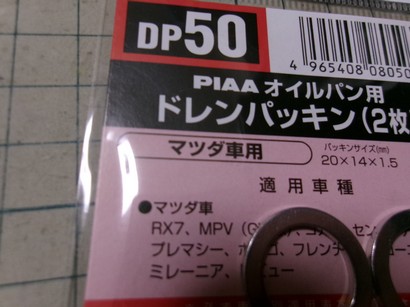 DP50
4 965408 08050
PIAA オイルパン用
ドレンパッキン(2枚
マツダ車用
パッキンサイズ(mm)
20×14×1.5
適用車種
●マツダ車
RX7、MPV
プレマシー、
ミレーニア、